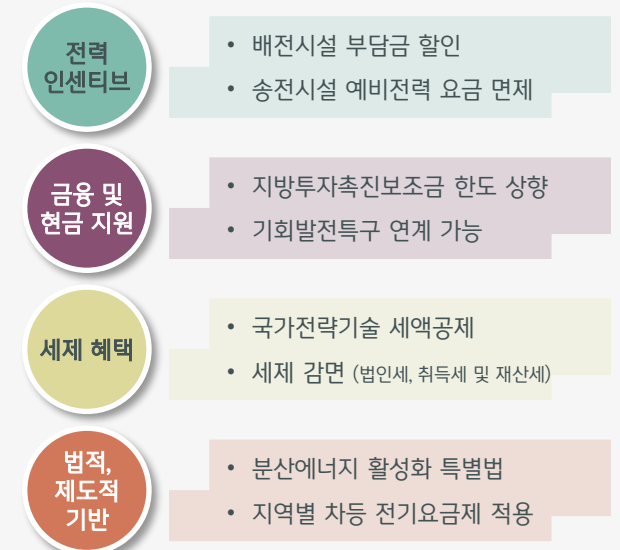 전력
인센티브
• 배전시설 부담금 할인
• 송전시설 예비전력 요금 면제
금융 및
현금 지원
• 지방투자촉진보조금 한도 상향
• 기회발전특구 연계 가능
세제 혜택
• 국가전략기술 세액공제
• 세제 감면 (법인세, 취득세 및 재산세)
법적,
제도적
기반
• 분산에너지 활성화 특별법
• 지역별 차등 전기요금제 적용